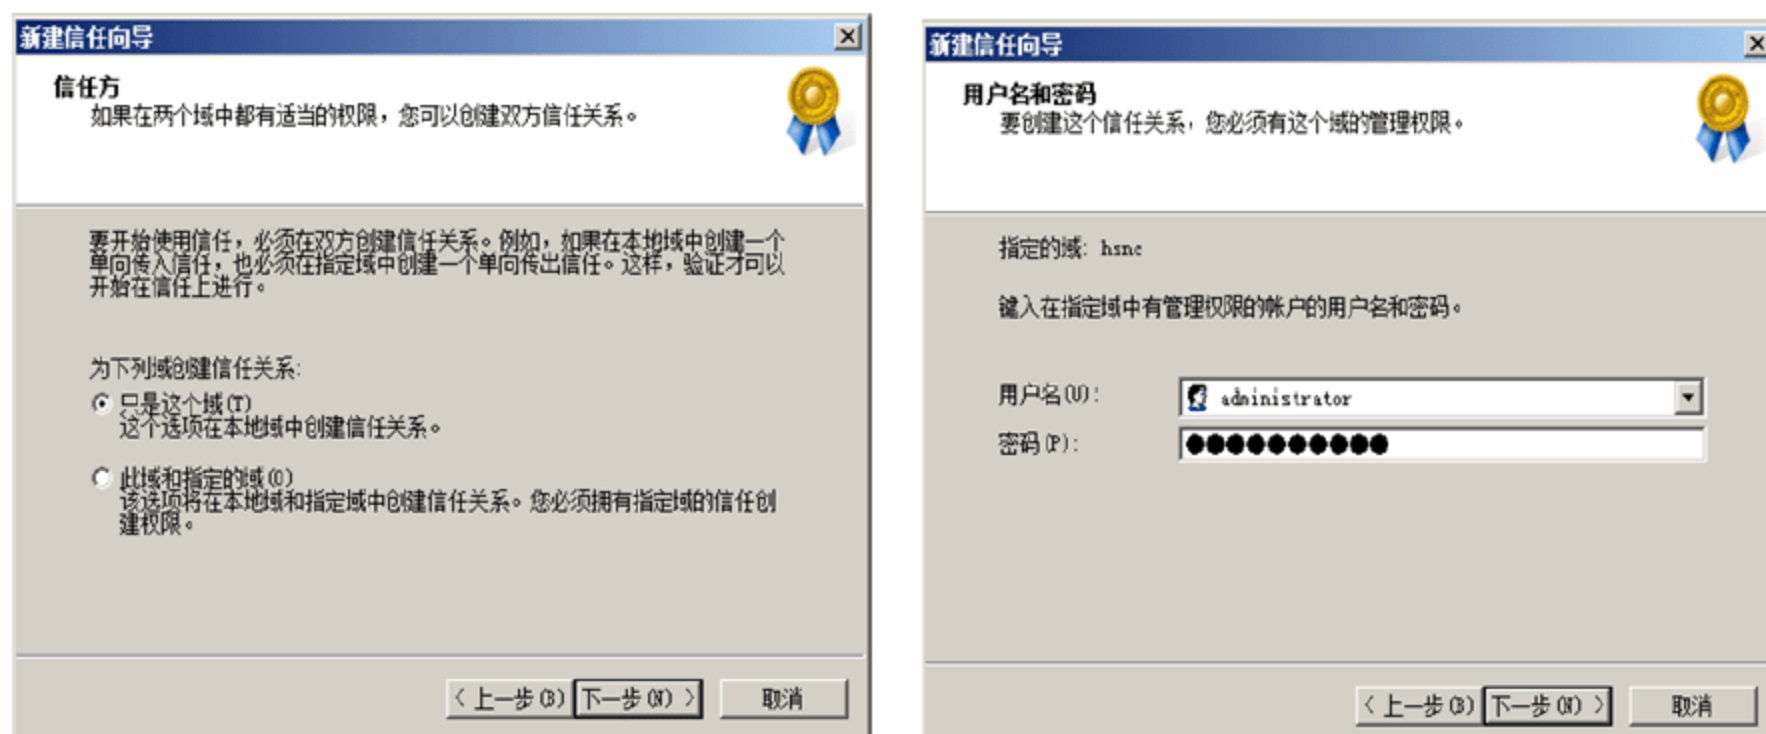 新建信任向导
信任方
如果在两个域中都有适当的权限，您可以创建双方信任关系。
要开始使用信任，必须在双方创建信任关系。例如，如果在本地域中创建一个
单向传入信任，也必须在指定域中创建一个单向传出信任。这样，验证才可以
开始在信任上进行。
为下列域创建信任关系:
只是这个域(T)
这个选项在本地域中创建信任关系。
此域和指定的域(O)
该选项将在本地域和指定域中创建信任关系。您必须拥有指定域的信任创
建权限。
< 上一步(B)
下一步(N) >
取消
新建信任向导
用户名和密码
要创建这个信任关系，您必须有这个域的管理权限。
指定的域: hsnc
键入在指定域中有管理权限的帐户的用户名和密码。
用户名(U): administrator
密码(P): ●●●●●●●●●●
< 上一步(B)
下一步(N) >
取消